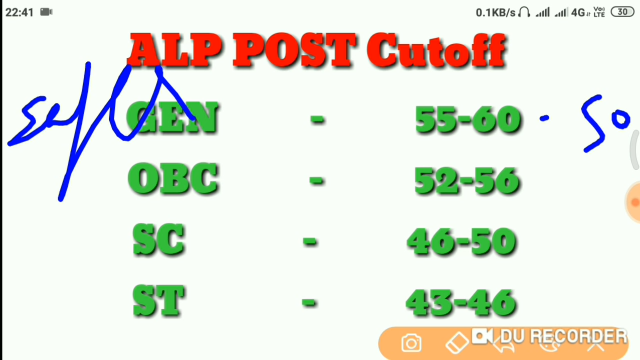 22:41 0.1KB/s 4G VoLTE 30
ALP POST Cutoff
GEN - 55-60 - 50
OBC - 52-56
SC - 46-50
ST - 43-46
DU RECORDER